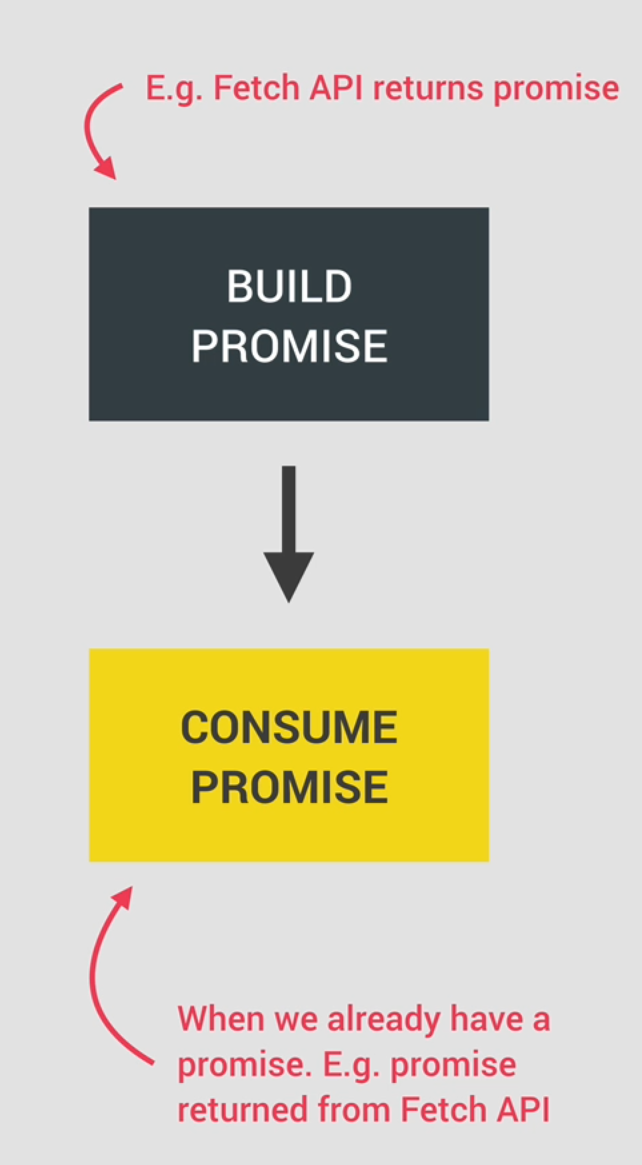 E.g. Fetch API returns promise
BUILD
PROMISE
CONSUME
PROMISE
When we already have a
promise. E.g. promise
returned from Fetch API